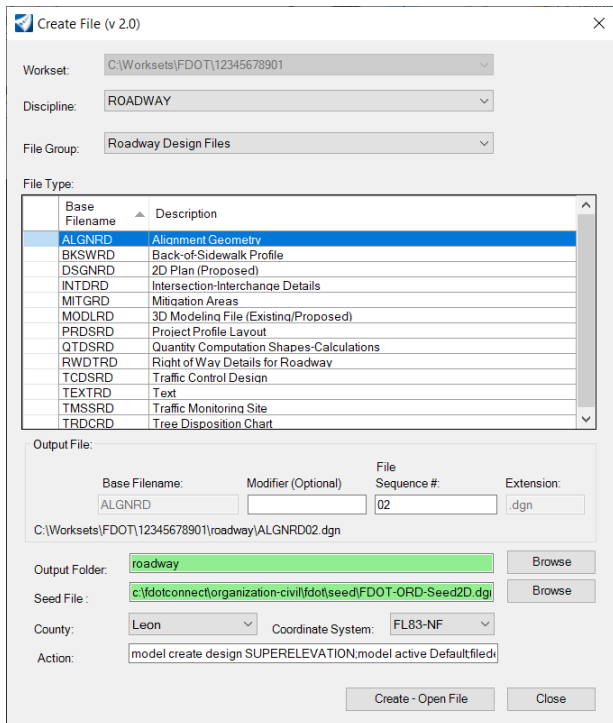 Create File (v 2.0)
Workset: C:\Worksets\FDOT\12345678901
Discipline: ROADWAY
File Group: Roadway Design Files
File Type:
Base Filename Description
ALGNRD Alignment Geometry
BKSWRD Back-of-Sidewalk Profile
DSGNRD 2D Plan (Proposed)
INTDRD Intersection-Interchange Details
MITGRD Mitigation Areas
MODLRD 3D Modeling File (Existing/Proposed)
PRDSRD Project Profile Layout
QTDSRD Quantity Computation Shapes-Calculations
RWDTRD Right of Way Details for Roadway
TCDSRD Traffic Control Design
TEXTRD Text
TMSSRD Traffic Monitoring Site
TRDCRD Tree Disposition Chart
Output File:
Base Filename: Modifier (Optional) File Sequence #: Extension:
ALGNRD 02 .dgn
C:\Worksets\FDOT\12345678901\roadway\ALGNRD02.dgn
Output Folder: roadway Browse
Seed File : c:\fdotconnect\organization-civil\fdot\seed\FDOT-ORD-Seed2D.dgn Browse
County: Leon Coordinate System: FL83-NF
Action: model create design SUPERELEVATION;model active Default;filede
Create - Open File Close